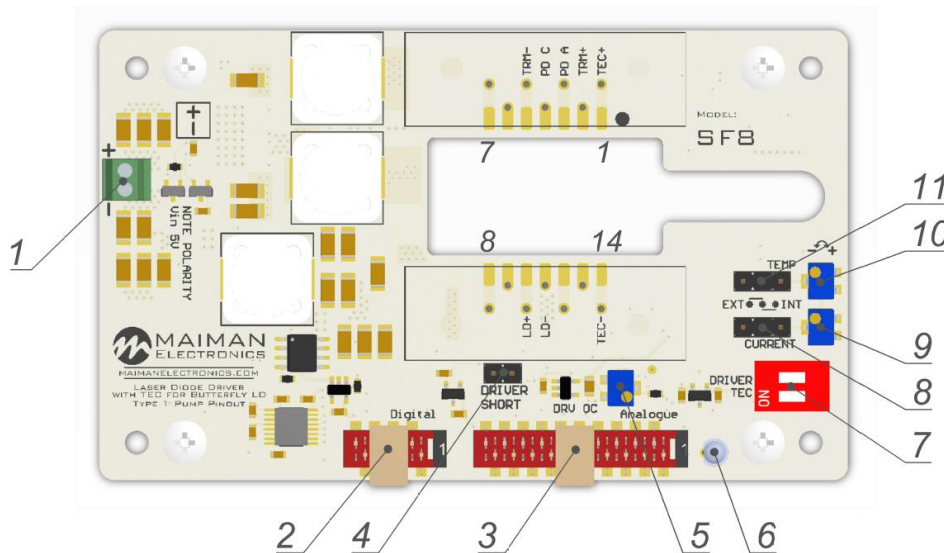 TRM-
PD C
PD A
TRM+
TEC+
MODEL:
SF8
7
1
+
-
+
-
1
NOTE POLARITY
Vin 5V
8
14
LD+
LD-
TEC-
11
10
- +
TEMP
EXT INT
CURRENT
9
8
MAIMAN
ELECTRONICS
MAIMANELECTRONICS.COM
LASER DIODE DRIVER
WITH TEC FOR BUTTERFLY LD
TYPE 1: PUMP PINOUT
DRIVER
SHORT
DRV OC
DRIVER
TEC
ON
7
Digital
Analogue
1
1
2
4
3
5
6